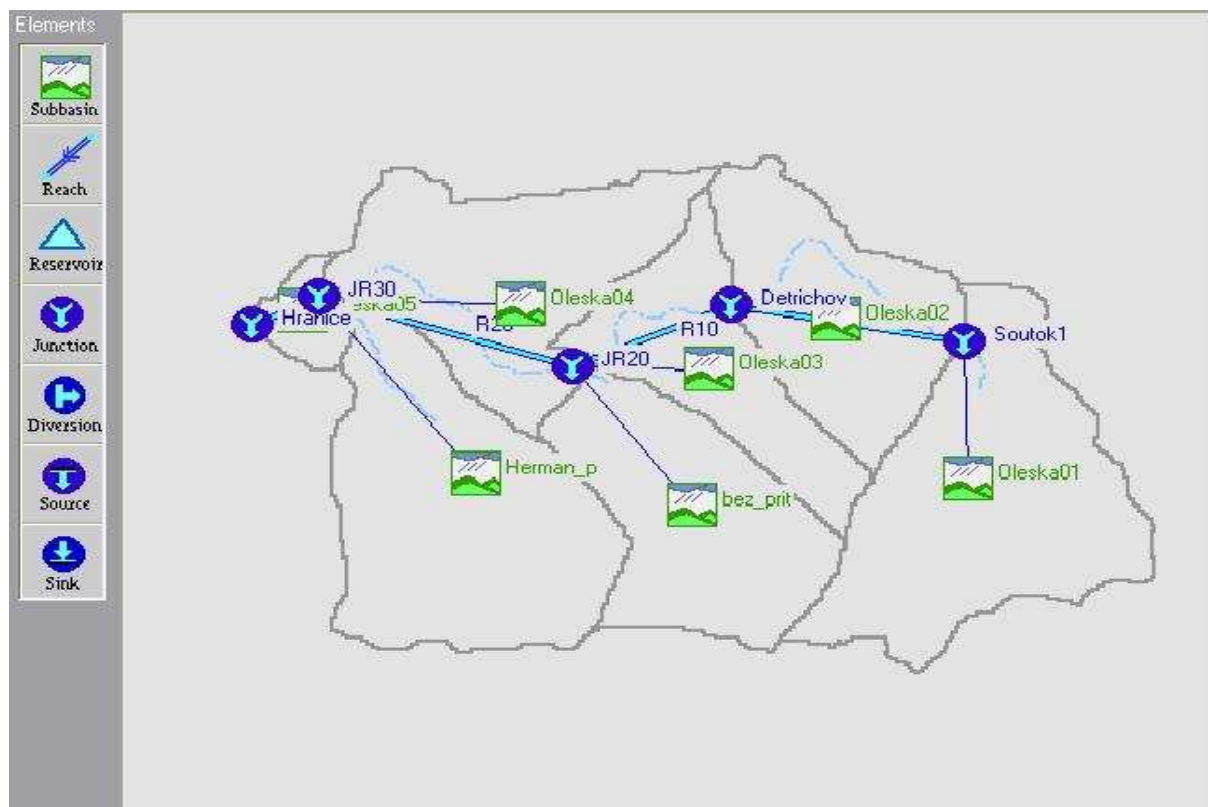 Elements
Subbasin
Reach
Reservoir
Junction
Diversion
Source
Sink
JR30
Oleska04
Hranice
Detrichov
Oleska02
R10
Soutok1
JR20
Oleska03
Herman_p
bez_prit
Oleska01